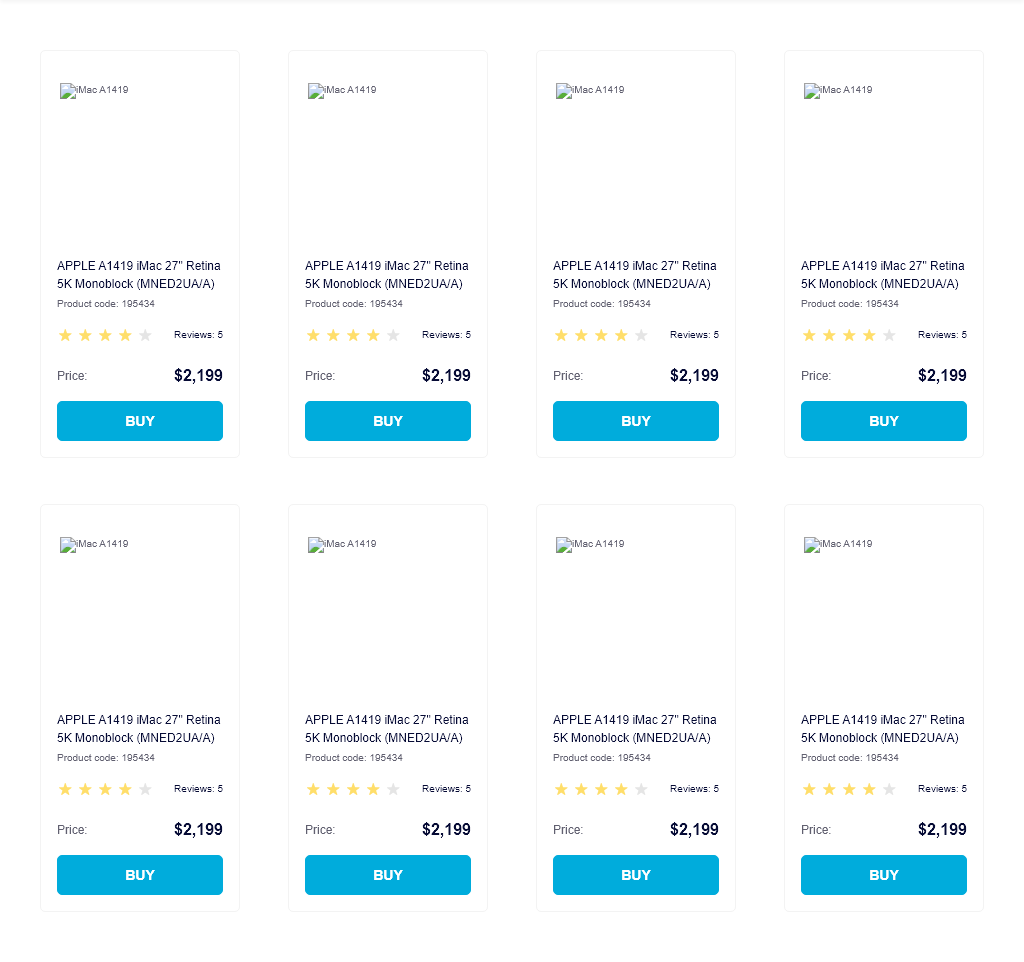 iMac A1419
APPLE A1419 iMac 27" Retina
5K Monoblock (MNED2UA/A)
Product code: 195434
Reviews: 5
Price: $2,199
BUY
iMac A1419
APPLE A1419 iMac 27" Retina
5K Monoblock (MNED2UA/A)
Product code: 195434
Reviews: 5
Price: $2,199
BUY
iMac A1419
APPLE A1419 iMac 27" Retina
5K Monoblock (MNED2UA/A)
Product code: 195434
Reviews: 5
Price: $2,199
BUY
iMac A1419
APPLE A1419 iMac 27" Retina
5K Monoblock (MNED2UA/A)
Product code: 195434
Reviews: 5
Price: $2,199
BUY
iMac A1419
APPLE A1419 iMac 27" Retina
5K Monoblock (MNED2UA/A)
Product code: 195434
Reviews: 5
Price: $2,199
BUY
iMac A1419
APPLE A1419 iMac 27" Retina
5K Monoblock (MNED2UA/A)
Product code: 195434
Reviews: 5
Price: $2,199
BUY
iMac A1419
APPLE A1419 iMac 27" Retina
5K Monoblock (MNED2UA/A)
Product code: 195434
Reviews: 5
Price: $2,199
BUY
iMac A1419
APPLE A1419 iMac 27" Retina
5K Monoblock (MNED2UA/A)
Product code: 195434
Reviews: 5
Price: $2,199
BUY